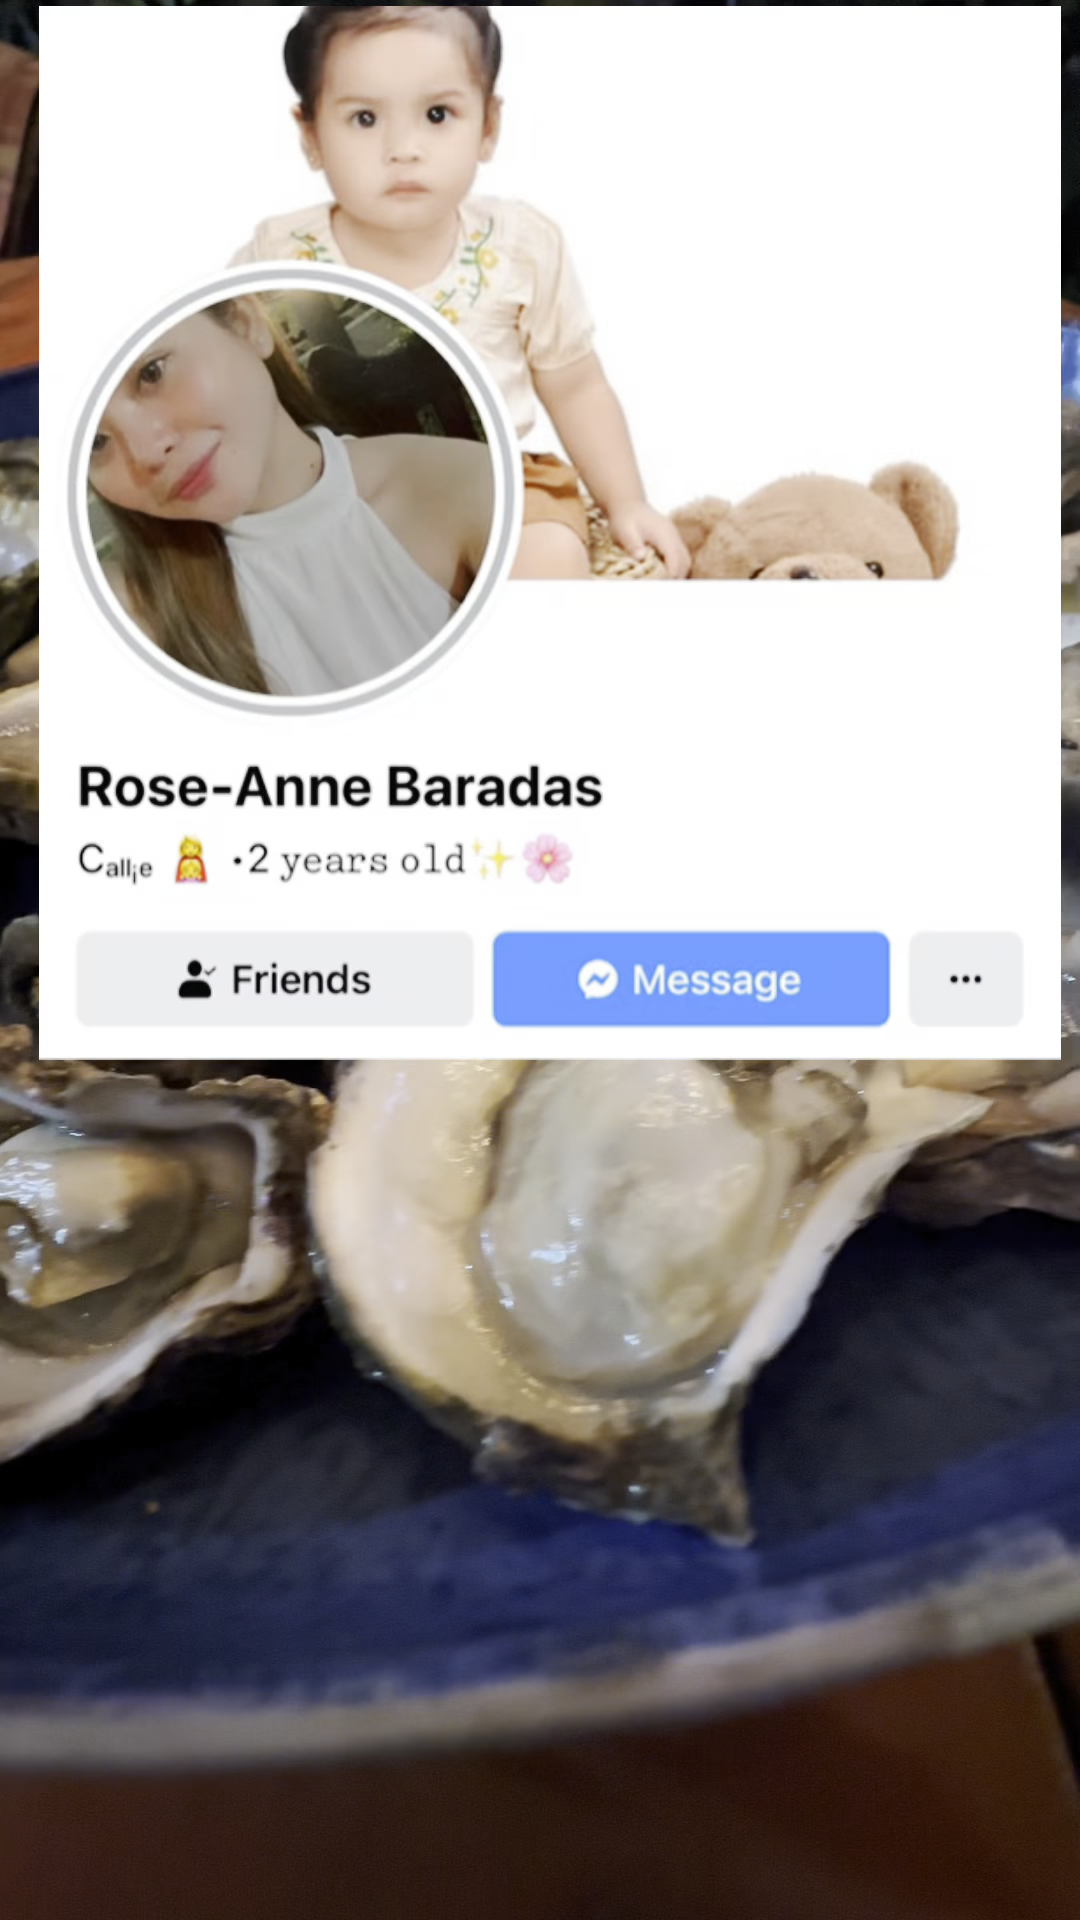 Rose-Anne Baradas
Cₐₗₗᵢₑ 👸 •2 𝚢𝚎𝚊𝚛𝚜 𝚘𝚕𝚍✨🌸
Friends
Message